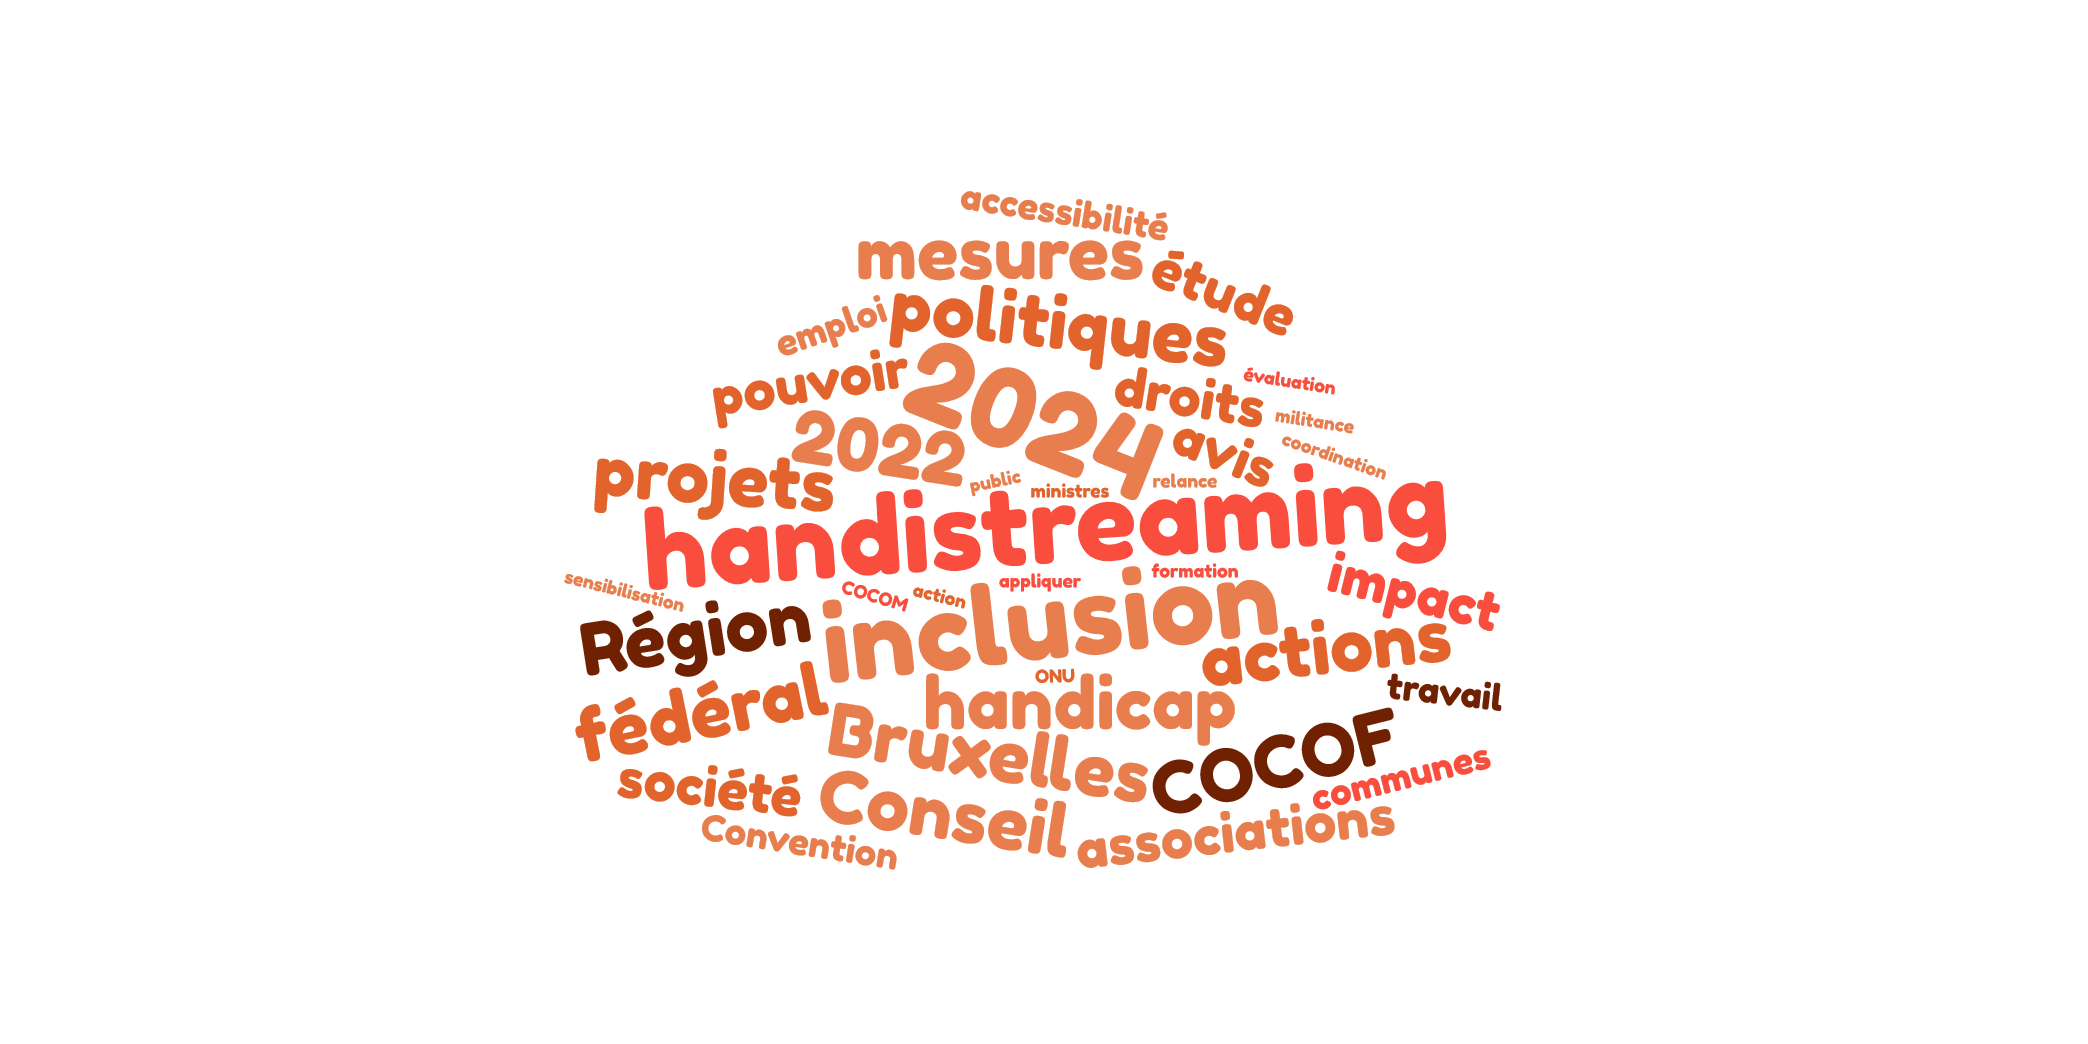 accessibilité
mesures
étude
politiques
emploi
pouvoir
2024
droits
évaluation
militance
2022
avis
coordination
projets
public
ministres
relance
handistreaming
sensibilisation
COCOM
action
appliquer
formation
impact
Région
inclusion
actions
ONU
travail
fédéral
handicap
Bruxelles
COCOF
communes
société
Conseil
associations
Convention